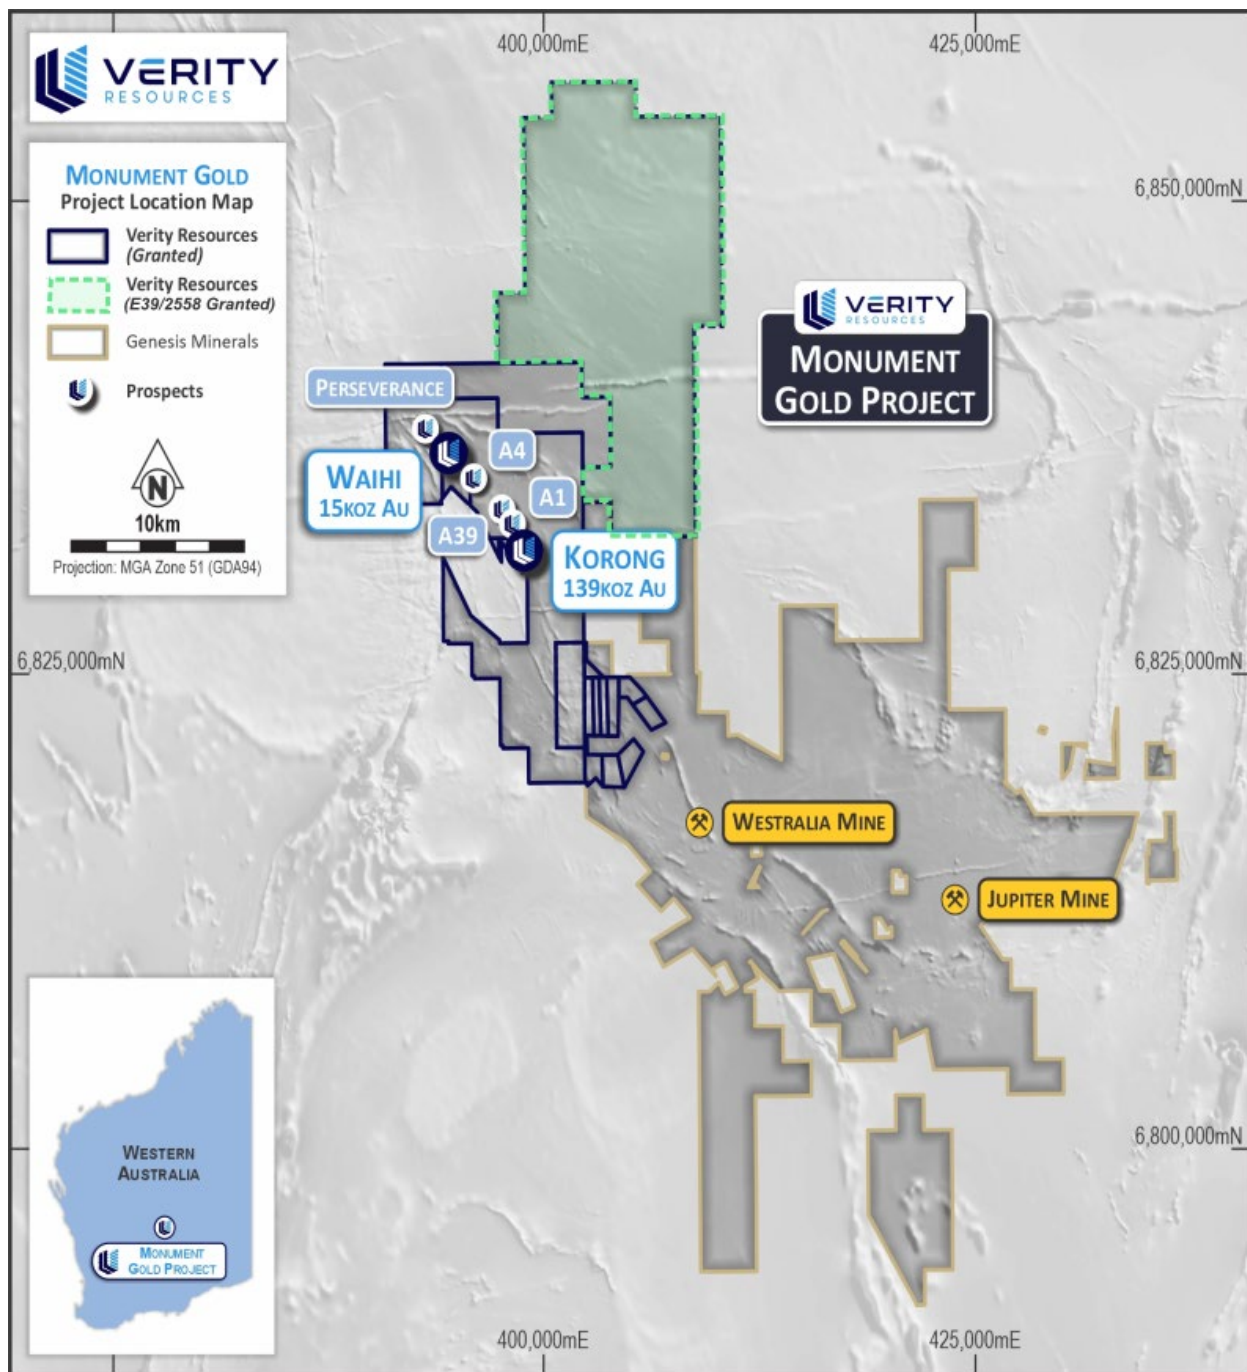 VERITY
RESOURCES
400,000mE
425,000mE
MONUMENT GOLD
Project Location Map
Verity Resources
(Granted)
Verity Resources
(E39/2558 Granted)
Genesis Minerals
Prospects
N
10km
Projection: MGA Zone 51 (GDA94)
6,850,000mN
VERITY
RESOURCES
MONUMENT
GOLD PROJECT
PERSEVERANCE
A4
WAIHI
15KOZ AU
A1
A39
KORONG
139KOZ AU
6,825,000mN
6,825,000mN
WESTRALIA MINE
JUPITER MINE
WESTERN
AUSTRALIA
MONUMENT
GOLD PROJECT
6,800,000mN
400,000mE
425,000mE